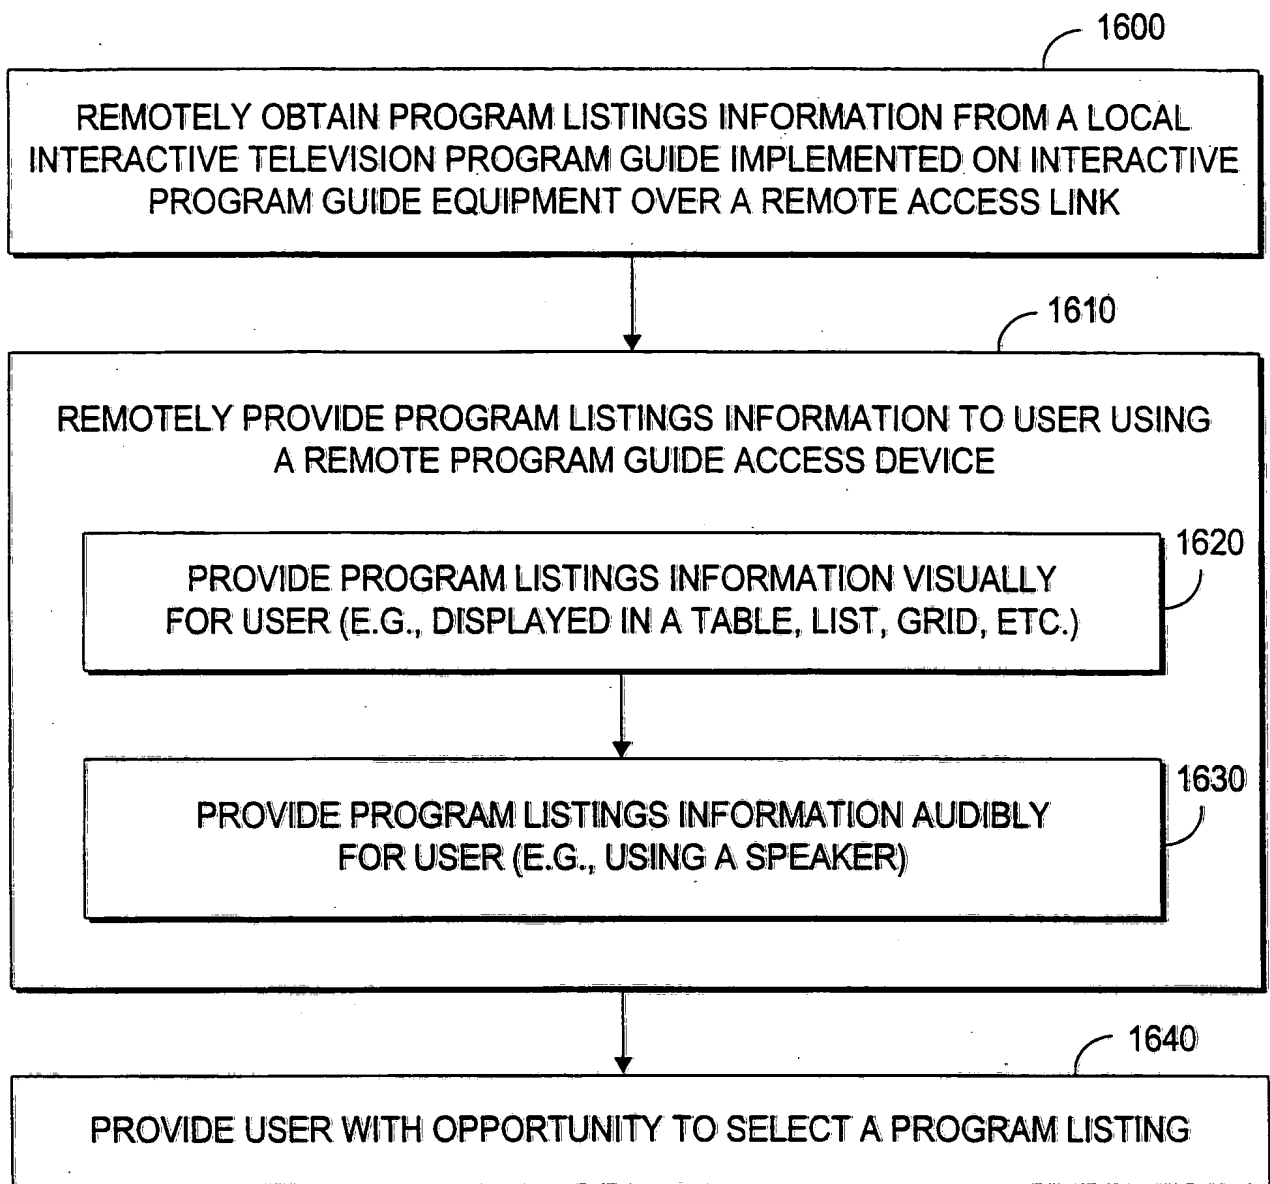 1600
REMOTELY OBTAIN PROGRAM LISTINGS INFORMATION FROM A LOCAL
INTERACTIVE TELEVISION PROGRAM GUIDE IMPLEMENTED ON INTERACTIVE
PROGRAM GUIDE EQUIPMENT OVER A REMOTE ACCESS LINK
1610
REMOTELY PROVIDE PROGRAM LISTINGS INFORMATION TO USER USING
A REMOTE PROGRAM GUIDE ACCESS DEVICE
1620
PROVIDE PROGRAM LISTINGS INFORMATION VISUALLY
FOR USER (E.G., DISPLAYED IN A TABLE, LIST, GRID, ETC.)
1630
PROVIDE PROGRAM LISTINGS INFORMATION AUDIBLY
FOR USER (E.G., USING A SPEAKER)
1640
PROVIDE USER WITH OPPORTUNITY TO SELECT A PROGRAM LISTING